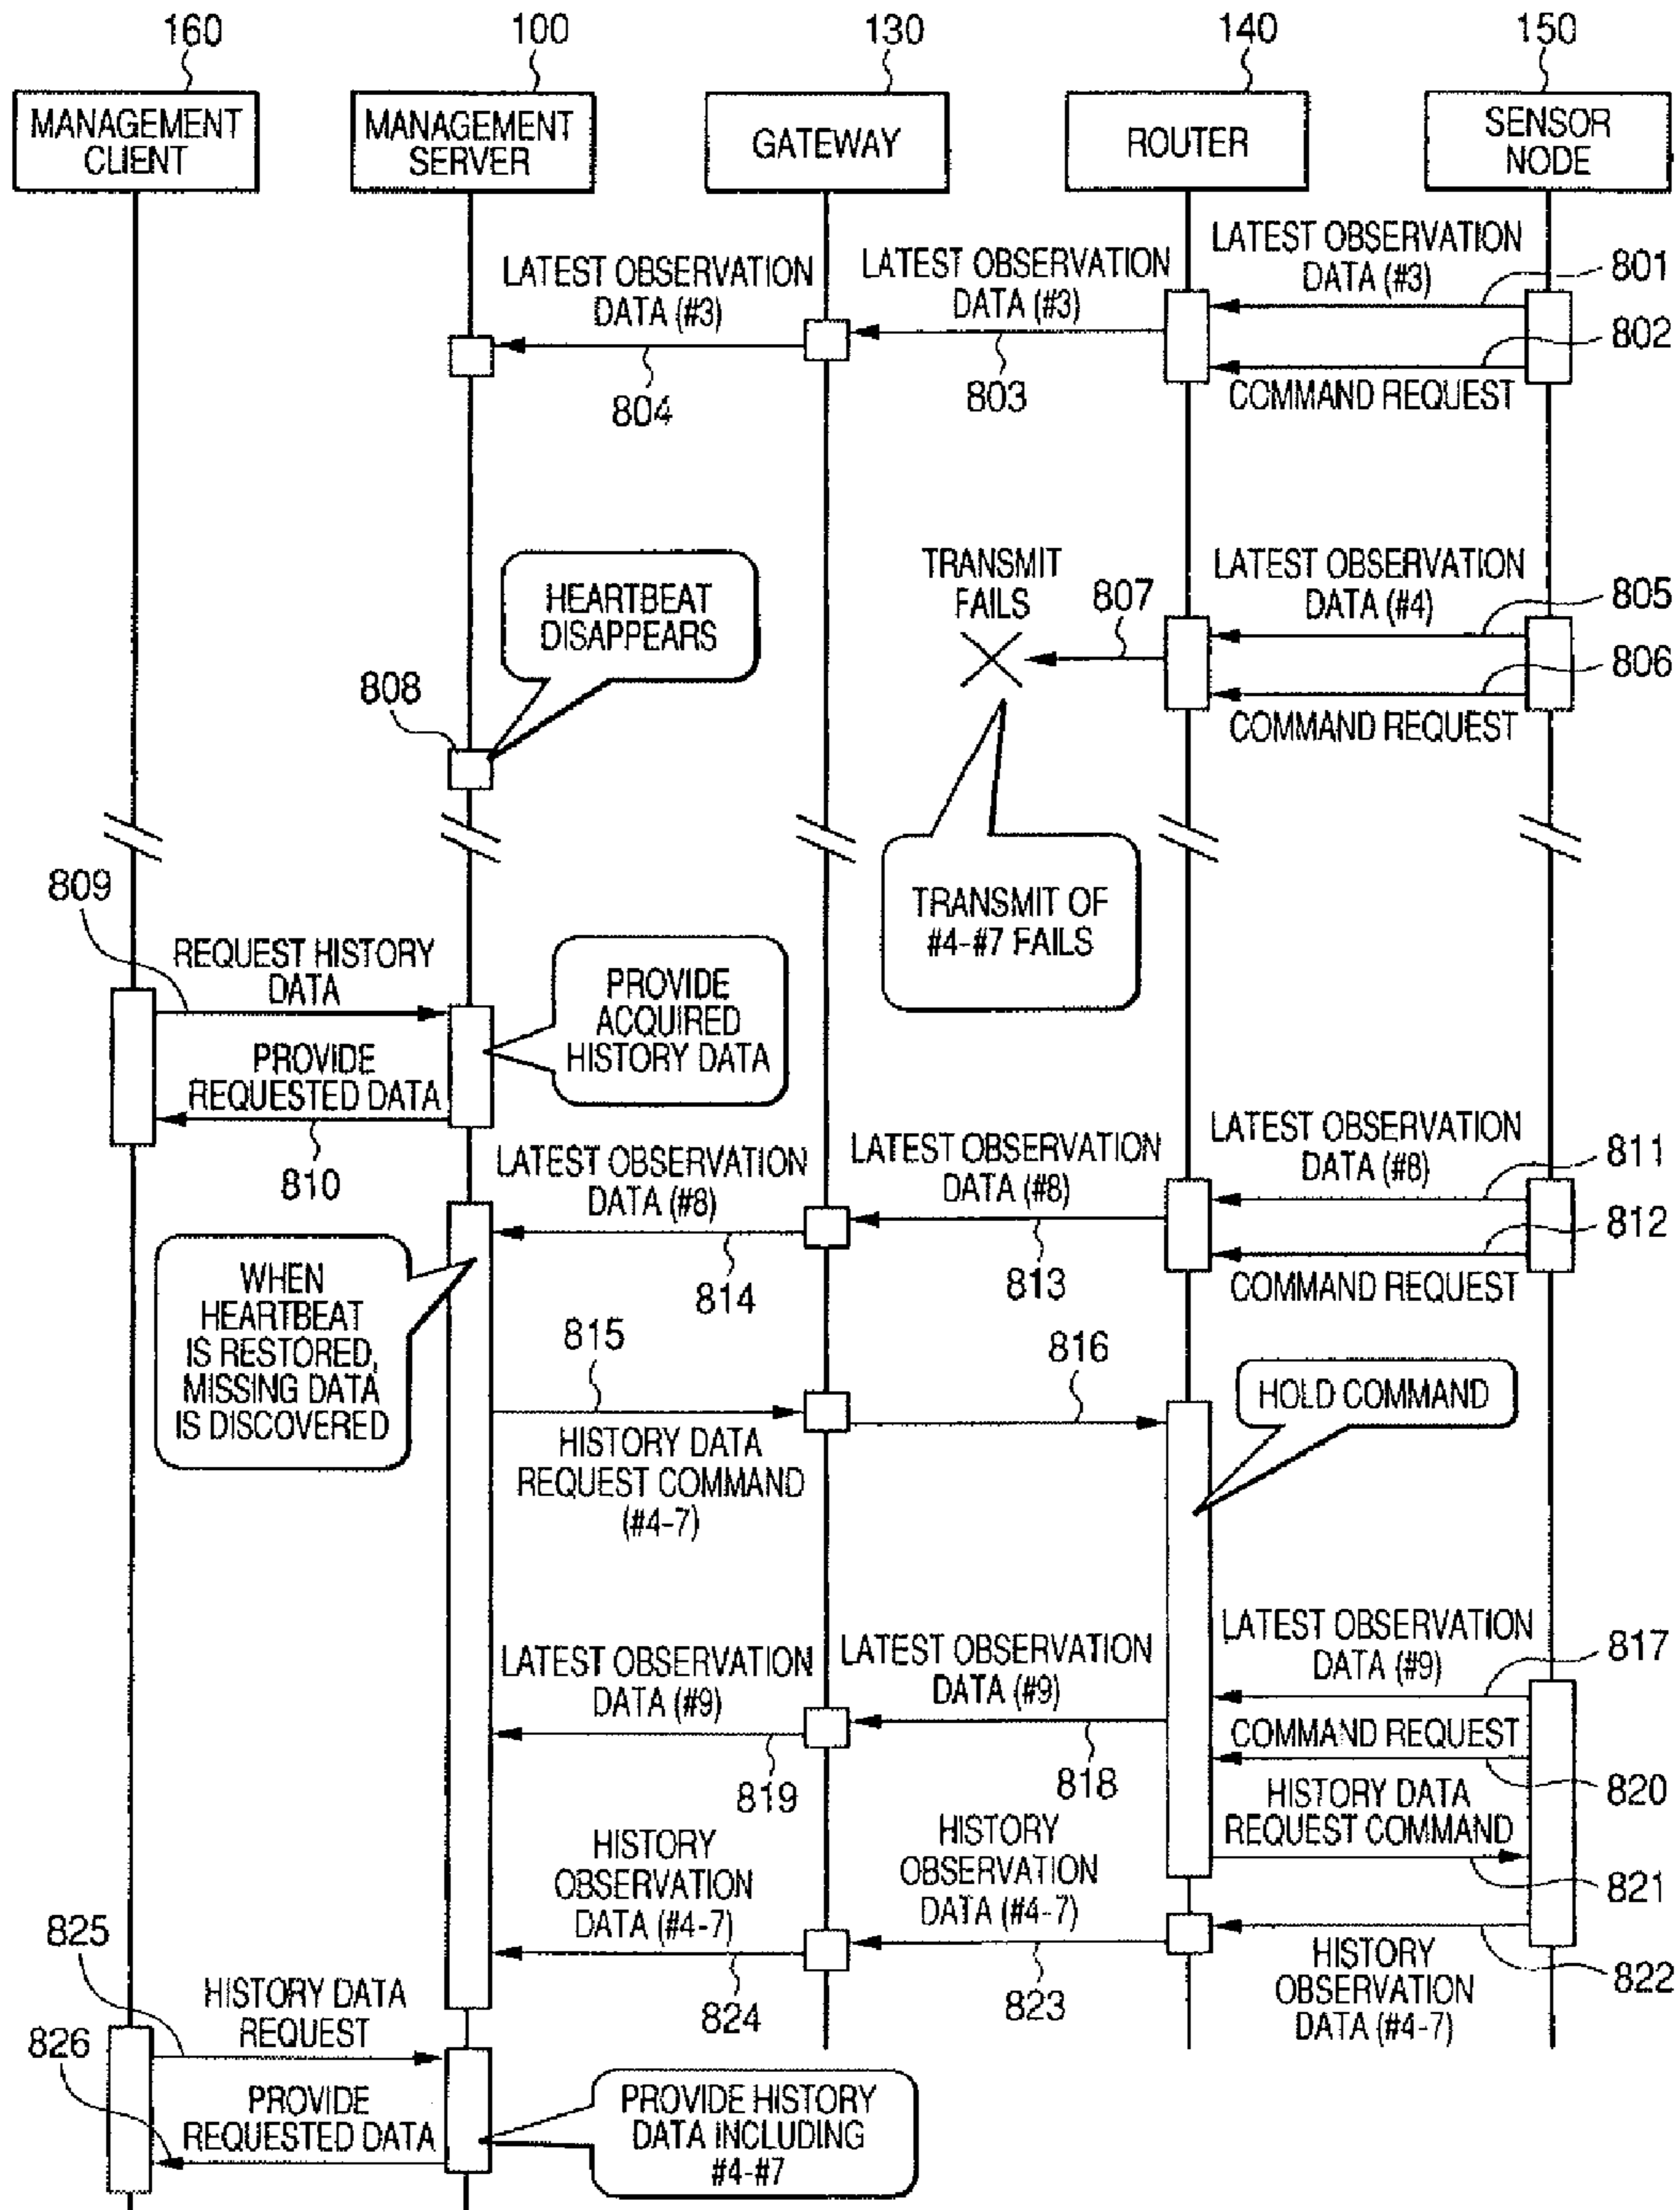 160
100
130
140
150
MANAGEMENT
CLIENT
MANAGEMENT
SERVER
GATEWAY
ROUTER
SENSOR
NODE
LATEST OBSERVATION
DATA (#3)
804
LATEST OBSERVATION
DATA (#3)
803
LATEST OBSERVATION
DATA (#3)
801
802
COMMAND REQUEST
HEARTBEAT
DISAPPEARS
808
TRANSMIT
FAILS
807
LATEST OBSERVATION
DATA (#4)
805
806
COMMAND REQUEST
TRANSMIT OF
#4-#7 FAILS
809
REQUEST HISTORY
DATA
PROVIDE
REQUESTED DATA
810
PROVIDE
ACQUIRED
HISTORY DATA
LATEST OBSERVATION
DATA (#8)
814
LATEST OBSERVATION
DATA (#8)
813
LATEST OBSERVATION
DATA (#8)
811
812
COMMAND REQUEST
WHEN
HEARTBEAT
IS RESTORED,
MISSING DATA
IS DISCOVERED
815
HISTORY DATA
REQUEST COMMAND
(#4-7)
816
HOLD COMMAND
LATEST OBSERVATION
DATA (#9)
819
LATEST OBSERVATION
DATA (#9)
818
LATEST OBSERVATION
DATA (#9)
817
COMMAND REQUEST
820
HISTORY DATA
REQUEST COMMAND
821
HISTORY
OBSERVATION
DATA (#4-7)
824
HISTORY
OBSERVATION
DATA (#4-7)
823
822
HISTORY
OBSERVATION
DATA (#4-7)
825
HISTORY DATA
REQUEST
826
PROVIDE
REQUESTED DATA
PROVIDE HISTORY
DATA INCLUDING
#4-#7